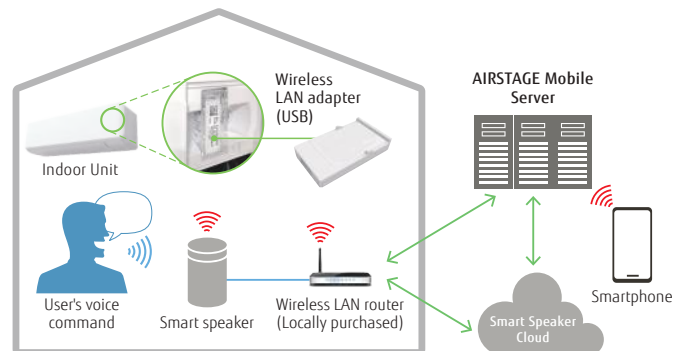 Wireless
LAN adapter
(USB)
AIRSTAGE Mobile
Server
Indoor Unit
User's voice
command
Smart speaker
Wireless LAN router
(Locally purchased)
Smart Speaker
Cloud
Smartphone